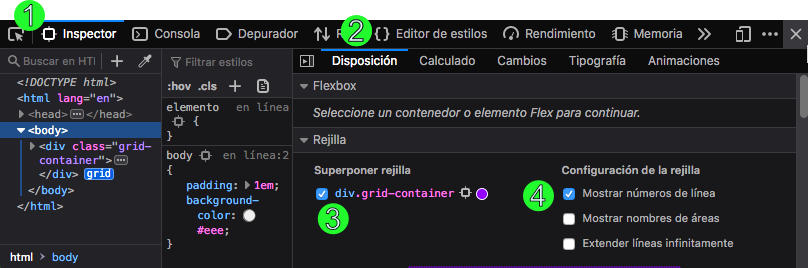 1 2 3 4
Inspector Consola Depurador R Editor de estilos Rendimiento Memoria >>
Buscar en HT + Filtrar estilos Disposición Calculado Cambios Tipografía Animaciones
<!DOCTYPE html>
<html lang="en">
<head> ··· </head>
<body>
<div class="grid-
container"> ···
</div> grid
</body>
</html>
html > body
:hov .cls +
elemento en línea
{
}
body en línea:2
{
padding: 1em;
background-
color: #eee;
}
Flexbox
Seleccione un contenedor o elemento Flex para continuar.
Rejilla
Superponer rejilla
div.grid-container
Configuración de la rejilla
Mostrar números de línea
Mostrar nombres de áreas
Extender líneas infinitamente